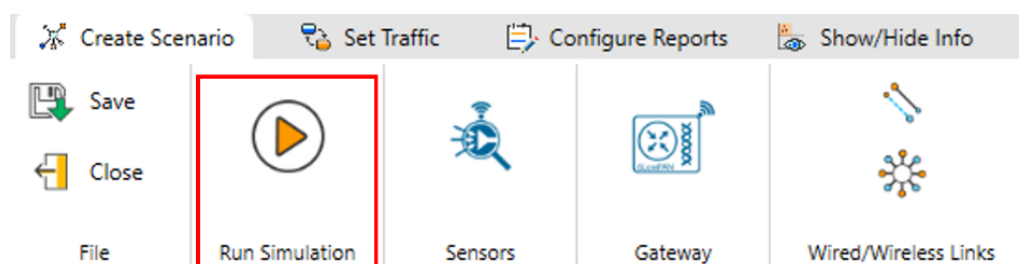 Create Scenario
Set Traffic
Configure Reports
Show/Hide Info
Save
Close
File
Run Simulation
Sensors
Gateway
Wired/Wireless Links